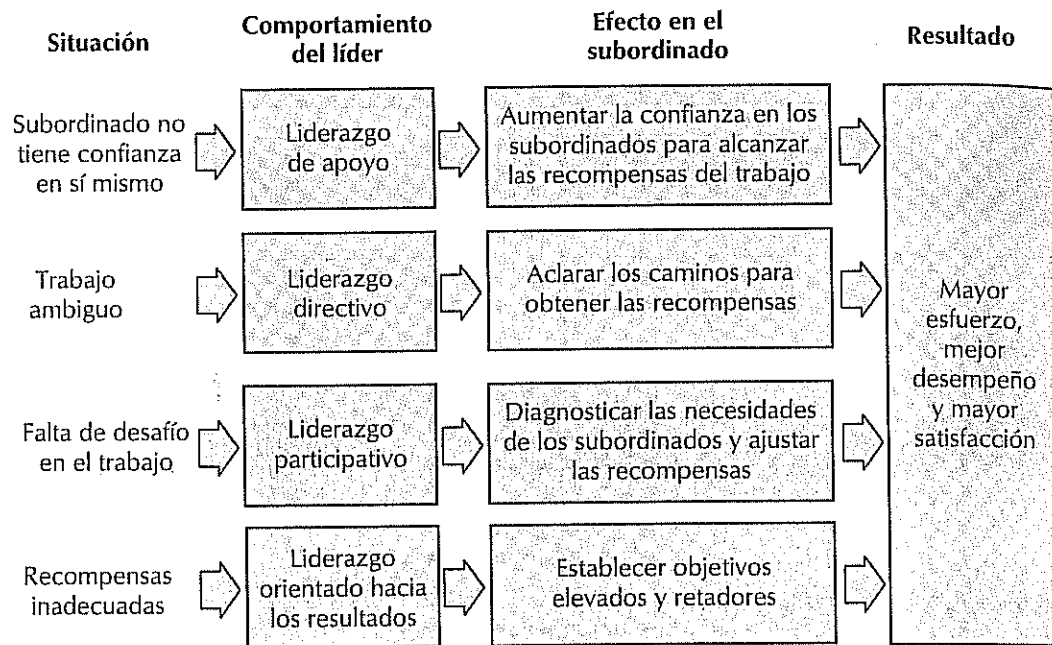 Situación
Comportamiento
del líder
Efecto en el
subordinado
Resultado
Subordinado no
tiene confianza
en sí mismo
Liderazgo
de apoyo
Aumentar la confianza en los
subordinados para alcanzar
las recompensas del trabajo
Trabajo
ambiguo
Liderazgo
directivo
Aclarar los caminos para
obtener las recompensas
Falta de desafío
en el trabajo
Liderazgo
participativo
Diagnosticar las necesidades
de los subordinados y ajustar
las recompensas
Recompensas
inadecuadas
Liderazgo
orientado hacia
los resultados
Establecer objetivos
elevados y retadores
Mayor
esfuerzo,
mejor
desempeño
y mayor
satisfacción